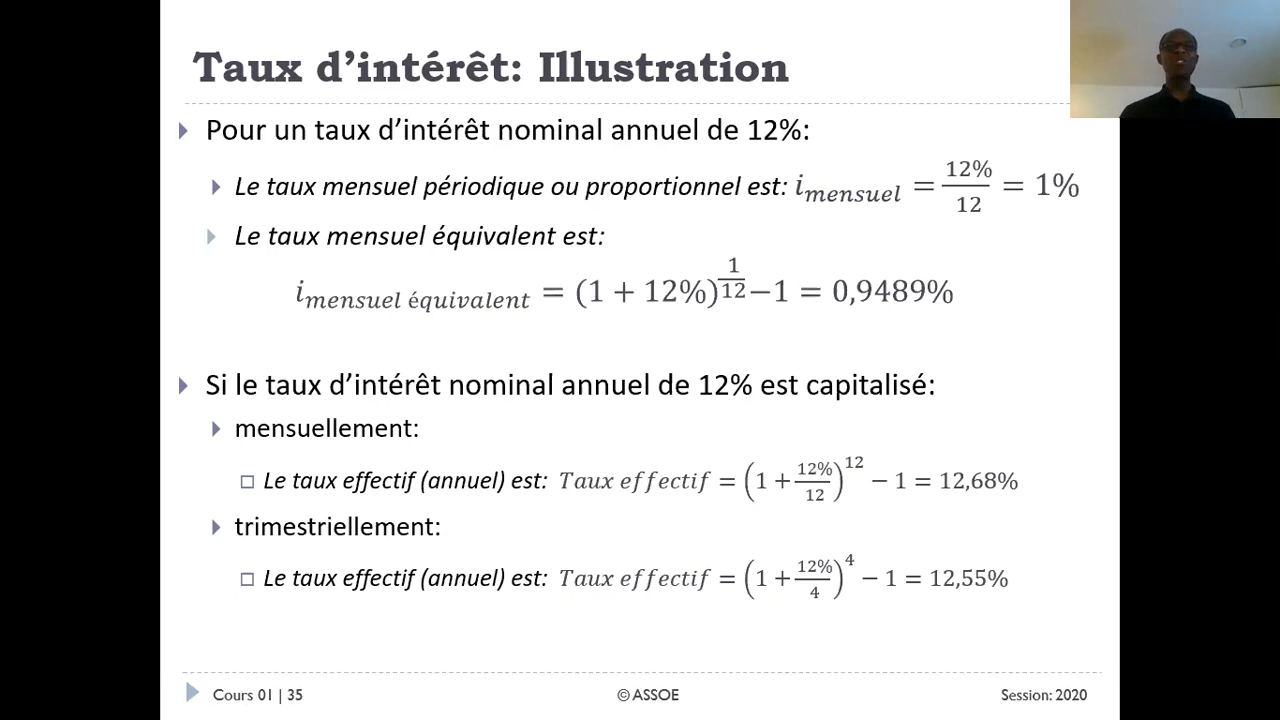 Taux d'intérêt: Illustration
Pour un taux d'intérêt nominal annuel de 12%:
Le taux mensuel périodique ou proportionnel est: i_mensuel = 12%/12 = 1%
Le taux mensuel équivalent est:
i_mensuel équivalent = (1 + 12%)^(1/12) − 1 = 0,9489%
Si le taux d'intérêt nominal annuel de 12% est capitalisé:
mensuellement:
Le taux effectif (annuel) est: Taux effectif = (1 + 12%/12)^12 − 1 = 12,68%
trimestriellement:
Le taux effectif (annuel) est: Taux effectif = (1 + 12%/4)^4 − 1 = 12,55%
Cours 01 | 35 © ASSOE Session: 2020